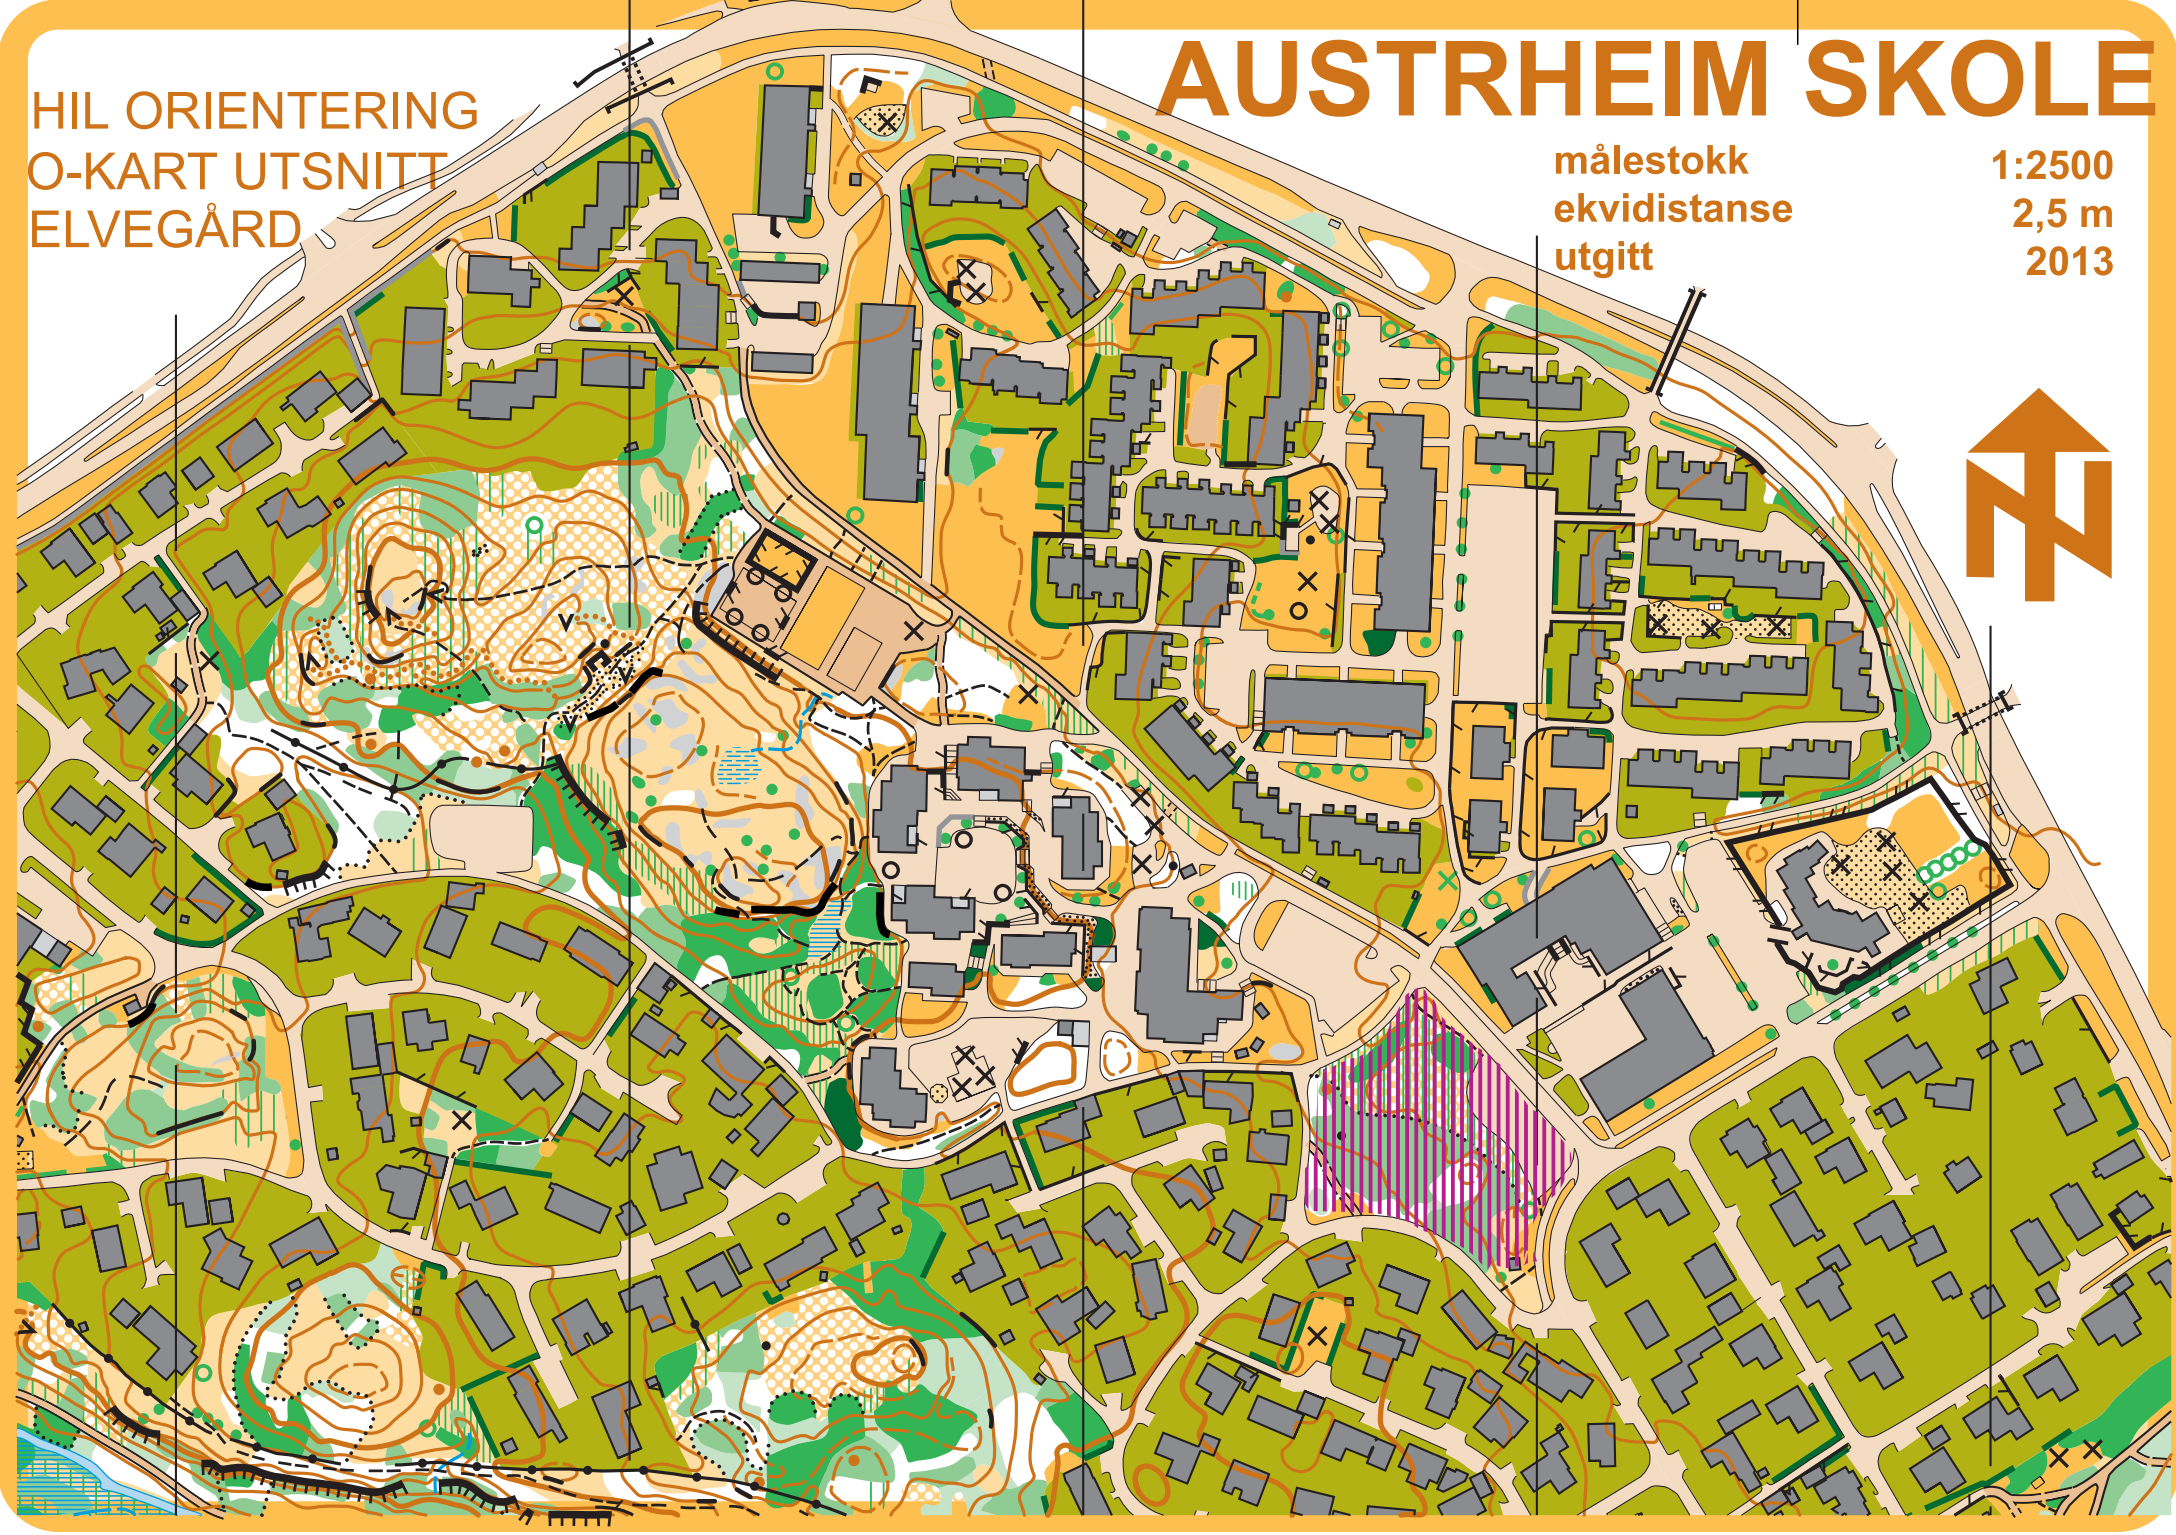 HIL ORIENTERING
O-KART UTSNITT
ELVEGÅRD
AUSTRHEIM SKOLE
målestokk 1:2500
ekvidistanse 2,5 m
utgitt 2013
N